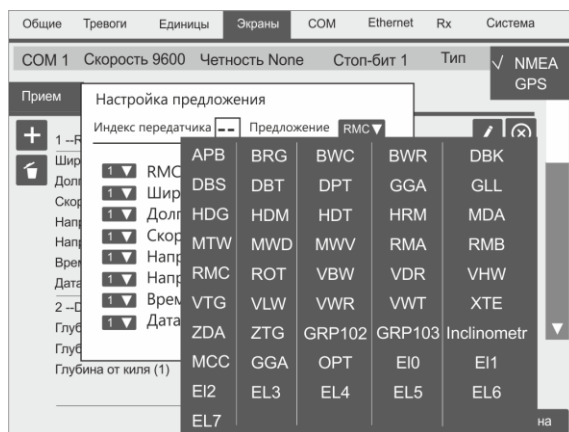 Общие Тревоги Единицы Экраны COM Ethernet Rx Система
COM 1 Скорость 9600 Четность None Стоп-бит 1 Тип √ NMEA
GPS
Прием
Настройка предложения
Индекс передатчика -- Предложение RMC▼
1 --R
1 ▼ RMC
1 ▼ Шир
1 ▼ Долг
1 ▼ Скор
1 ▼ Напр
1 ▼ Напр
1 ▼ Врем
1 ▼ Дата
Шир
Долг
Скор
Напр
Напр
Врем
Дата
2 --D
Глуб
Глуб
Глубина от киля (1)
APB BRG BWC BWR DBK
DBS DBT DPT GGA GLL
HDG HDM HDT HRM MDA
MTW MWD MWV RMA RMB
RMC ROT VBW VDR VHW
VTG VLW VWR VWT XTE
ZDA ZTG GRP102 GRP103 Inclinometr
MCC GGA OPT EI0 EI1
EI2 EL3 EL4 EL5 EL6
EL7
на